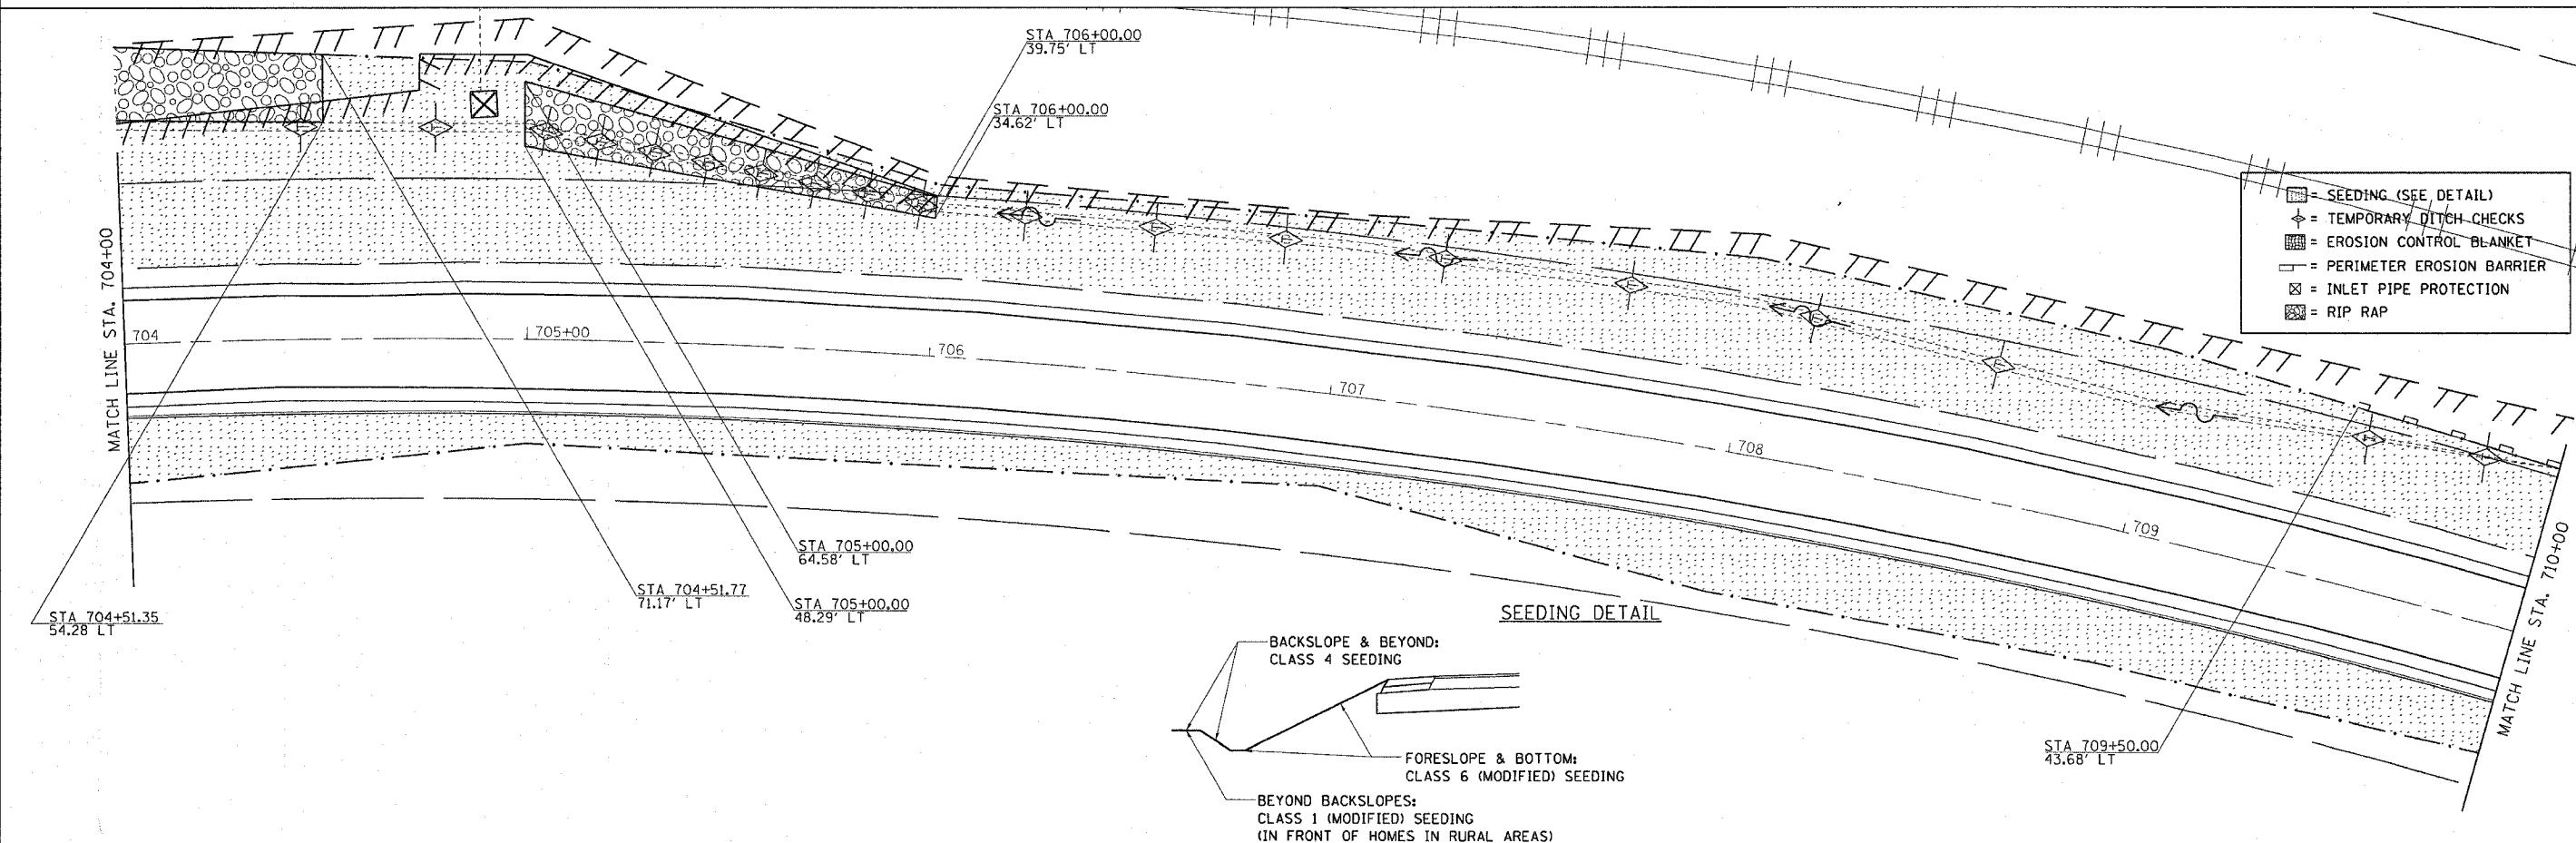 STA 706+00.00
39.75' LT
STA 706+00.00
34.62' LT
= SEEDING (SEE DETAIL)
= TEMPORARY DITCH CHECKS
= EROSION CONTROL BLANKET
= PERIMETER EROSION BARRIER
= INLET PIPE PROTECTION
= RIP RAP
MATCH LINE STA. 704+00
704
705+00
706
707
708
709
MATCH LINE STA. 710+00
STA 705+00.00
64.58' LT
STA 704+51.77
71.17' LT
STA 705+00.00
48.29' LT
STA 704+51.35
54.28 LT
STA 709+50.00
43.68' LT
SEEDING DETAIL
BACKSLOPE & BEYOND:
CLASS 4 SEEDING
FORESLOPE & BOTTOM:
CLASS 6 (MODIFIED) SEEDING
BEYOND BACKSLOPES:
CLASS 1 (MODIFIED) SEEDING
(IN FRONT OF HOMES IN RURAL AREAS)